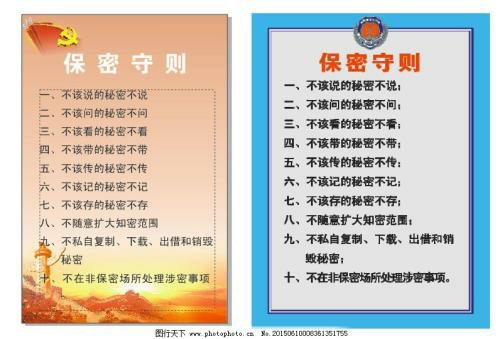 保密守则
一、不该说的秘密不说
二、不该问的秘密不问
三、不该看的秘密不看
四、不该带的秘密不带
五、不该传的秘密不传
六、不该记的秘密不记
七、不该存的秘密不存
八、不随意扩大知密范围
九、不私自复制、下载、出借和销毁
秘密
十、不在非保密场所处理涉密事项
保密守则
一、不该说的秘密不说；
二、不该问的秘密不问；
三、不该看的秘密不看；
四、不该带的秘密不带；
五、不该传的秘密不传；
六、不该记的秘密不记；
七、不该存的秘密不存；
八、不随意扩大知密范围；
九、不私自复制、下载、出借和销
毁秘密；
十、不在非保密场所处理涉密事项。
图行天下 www.photophoto.cn No.20150610008361351755